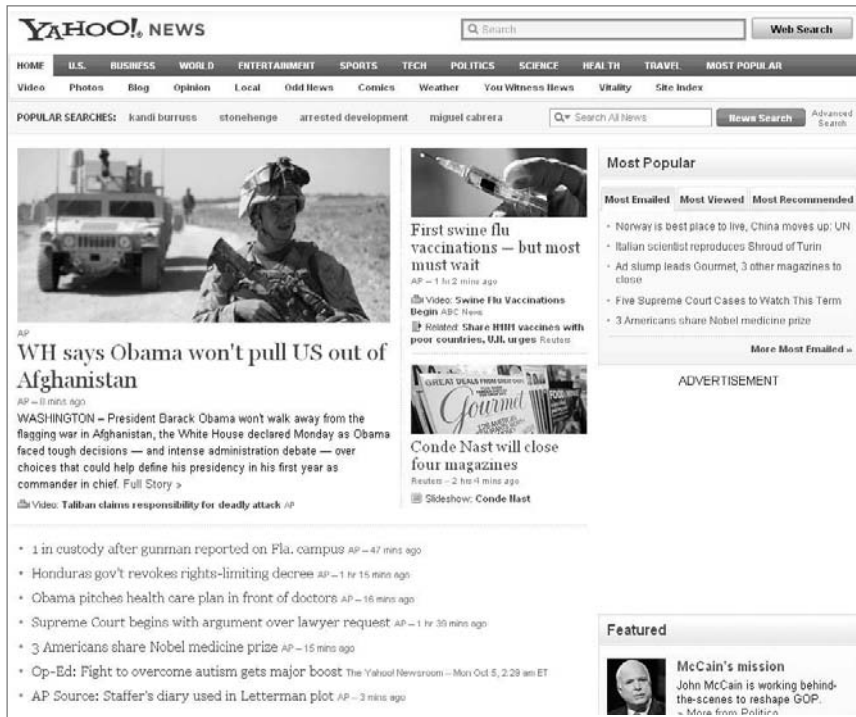 YAHOO! NEWS
Search
Web Search
HOME U.S. BUSINESS WORLD ENTERTAINMENT SPORTS TECH POLITICS SCIENCE HEALTH TRAVEL MOST POPULAR
Video Photos Blog Opinion Local Odd News Comics Weather You Witness News Vitality Site Index
POPULAR SEARCHES: kandi burruss stonehenge arrested development miguel cabrera
Search All News
News Search
Advanced
Search
AP
WH says Obama won't pull US out of
Afghanistan
AP – 8 mins ago
WASHINGTON – President Barack Obama won't walk away from the
flagging war in Afghanistan, the White House declared Monday as Obama
faced tough decisions — and intense administration debate — over
choices that could help define his presidency in his first year as
commander in chief. Full Story »
Video: Taliban claims responsibility for deadly attack AP
First swine flu
vaccinations — but most
must wait
AP – 1 hr 2 mins ago
Video: Swine Flu Vaccinations
Begin ABC News
Related: Share H1N1 vaccines with
poor countries, U.N. urges Reuters
GREAT DEALS FROM
Gourmet
FOOD
Conde Nast will close
four magazines
Reuters – 2 hrs 4 mins ago
Slideshow: Conde Nast
Most Popular
Most Emailed Most Viewed Most Recommended
• Norway is best place to live, China moves up: UN
• Italian scientist reproduces Shroud of Turin
• Ad slump leads Gourmet, 3 other magazines to
close
• Five Supreme Court Cases to Watch This Term
• 3 Americans share Nobel medicine prize
More Most Emailed »
ADVERTISEMENT
• 1 in custody after gunman reported on Fla. campus AP – 47 mins ago
• Honduras gov't revokes rights-limiting decree AP – 1 hr 15 mins ago
• Obama pitches health care plan in front of doctors AP – 16 mins ago
• Supreme Court begins with argument over lawyer request AP – 1 hr 39 mins ago
• 3 Americans share Nobel medicine prize AP – 15 mins ago
• Op-Ed: Fight to overcome autism gets major boost The Yahoo! Newsroom – Mon Oct 5, 2:29 am ET
• AP Source: Staffer's diary used in Letterman plot AP – 3 mins ago
Featured
McCain's mission
John McCain is working behind-
the-scenes to reshape GOP.
» More from Politico